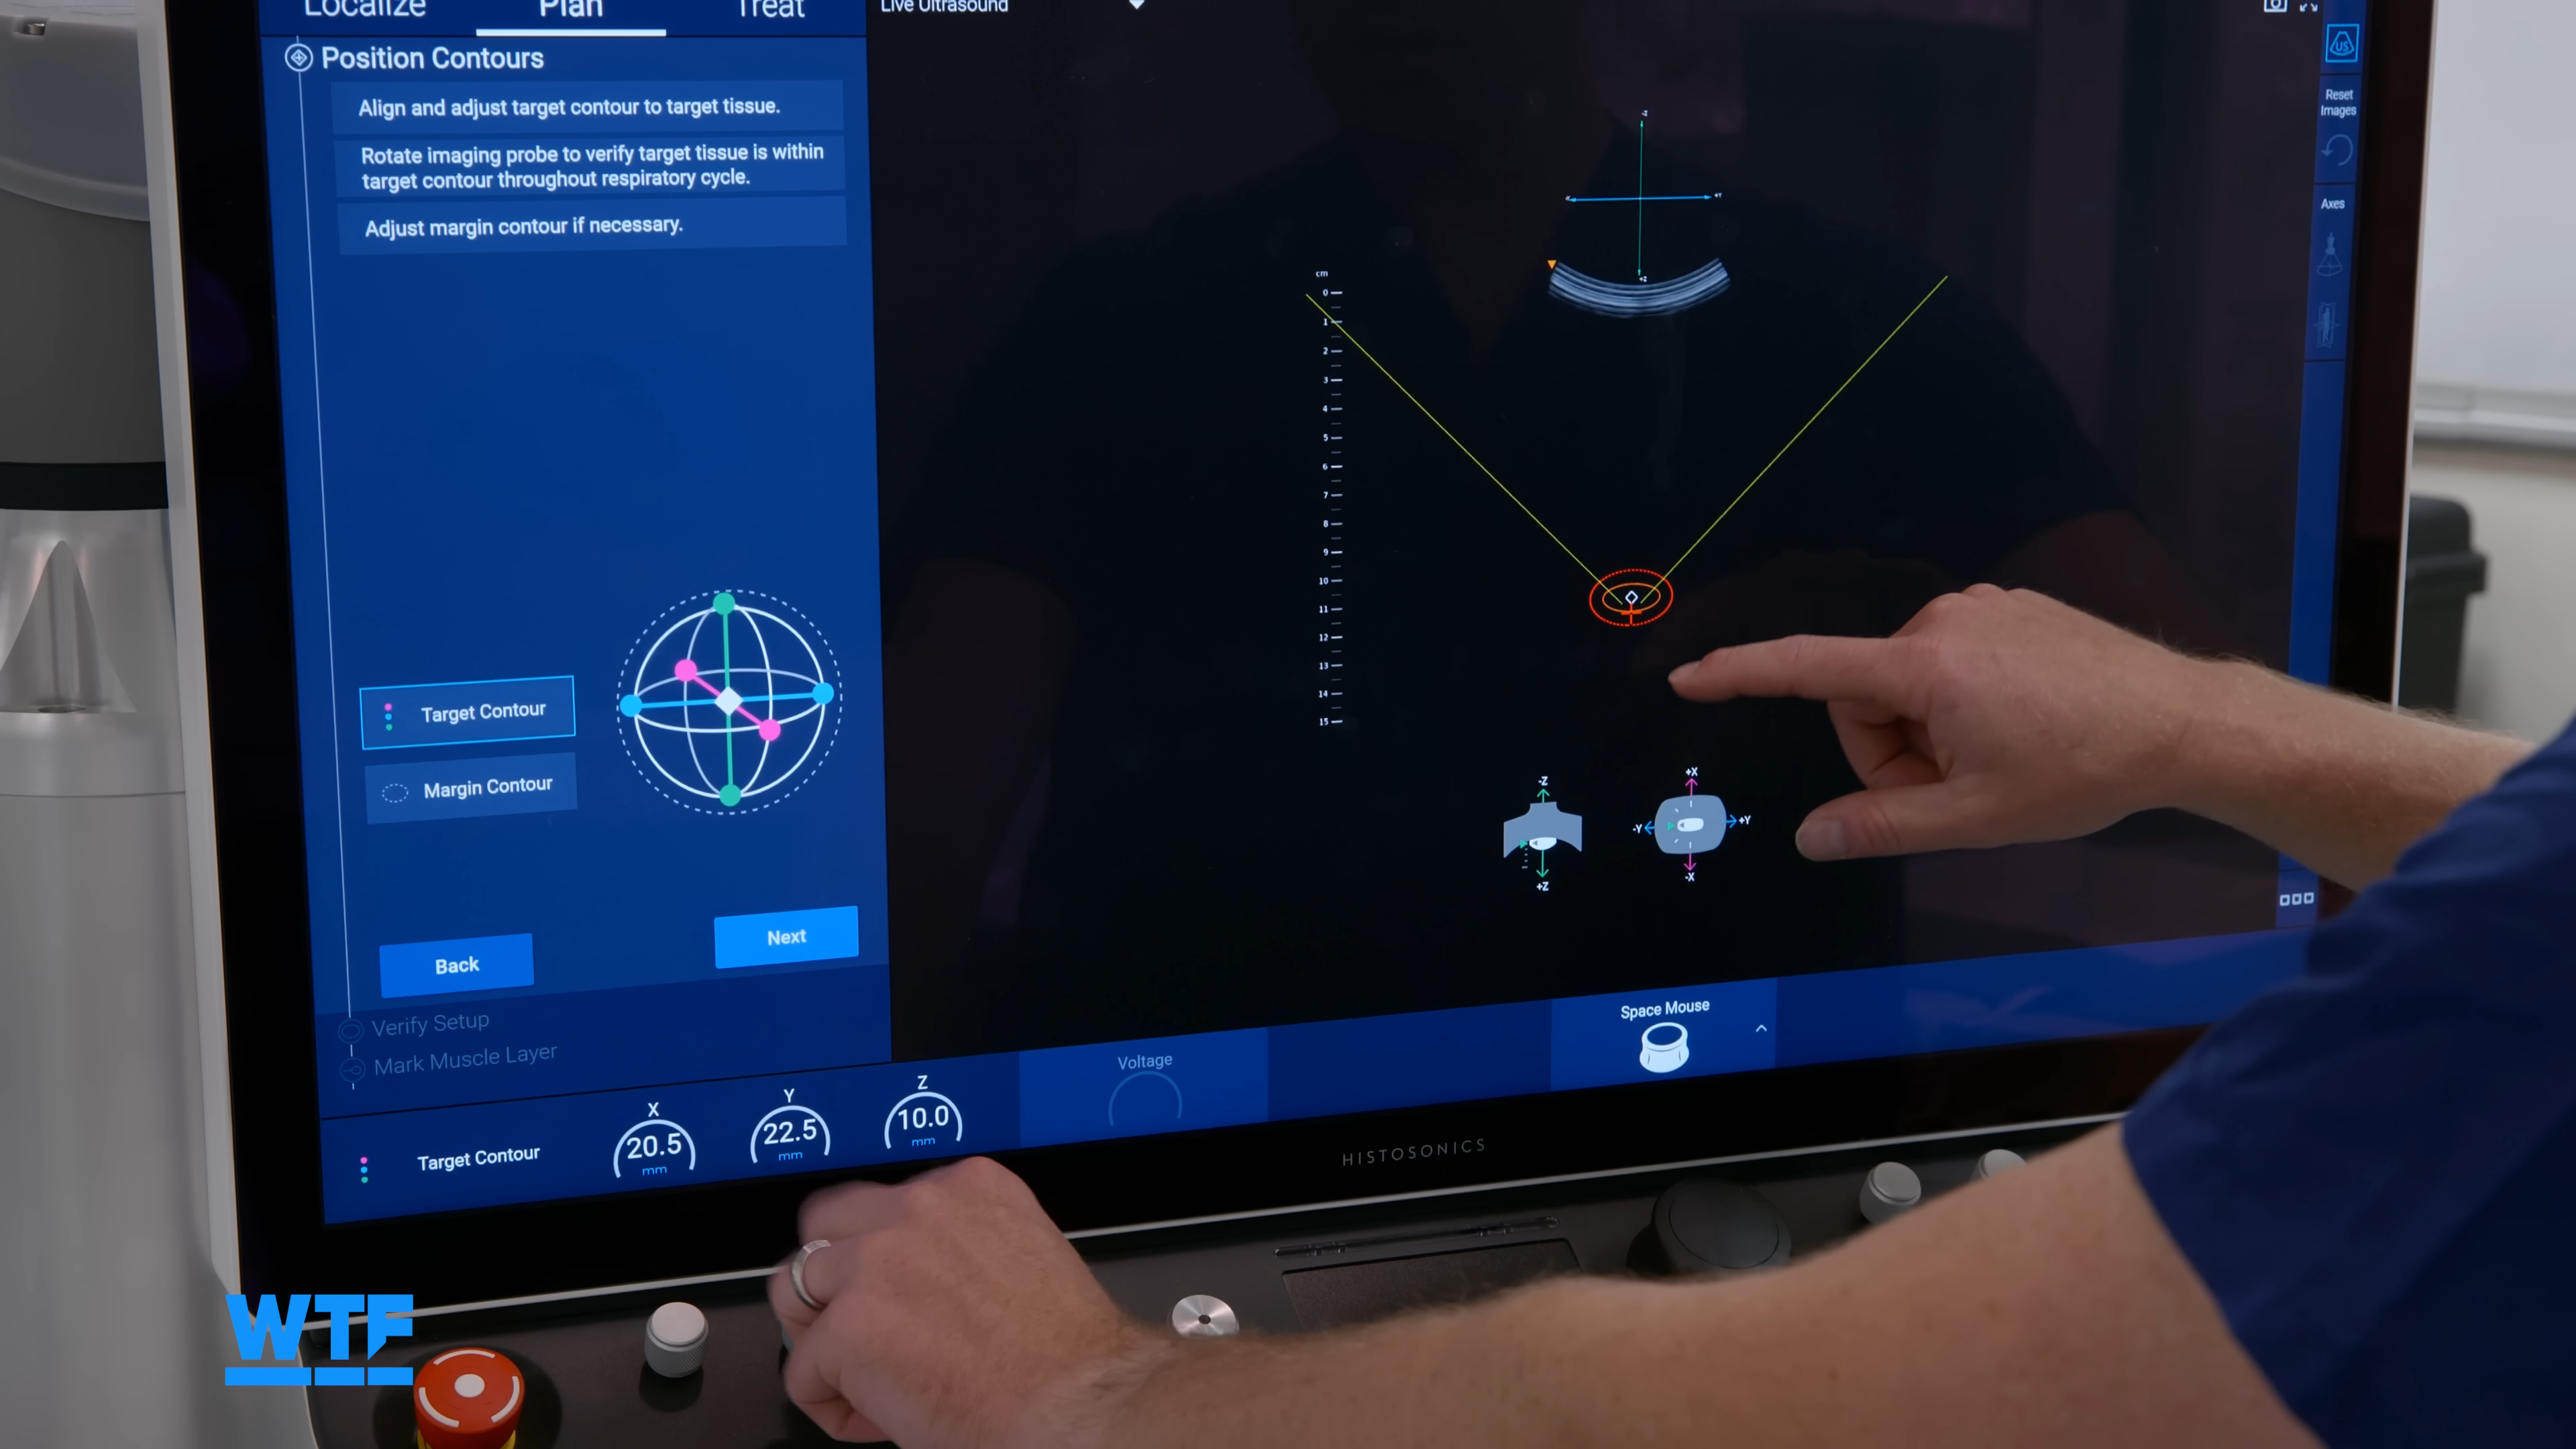 Localize
Plan
Treat
Live Ultrasound
Position Contours
Align and adjust target contour to target tissue.
Rotate imaging probe to verify target tissue is within
target contour throughout respiratory cycle.
Adjust margin contour if necessary.
Target Contour
Margin Contour
Back
Next
Verify Setup
Mark Muscle Layer
Target Contour
X
20.5
mm
Y
22.5
mm
Z
10.0
mm
Voltage
Space Mouse
HISTOSONICS
cm
0
1
2
3
4
5
6
7
8
9
10
11
12
13
14
15
-Z
+Y
+Z
-Z
+Z
+X
-Y
+Y
-X
US
Reset
Images
Axes
WTF